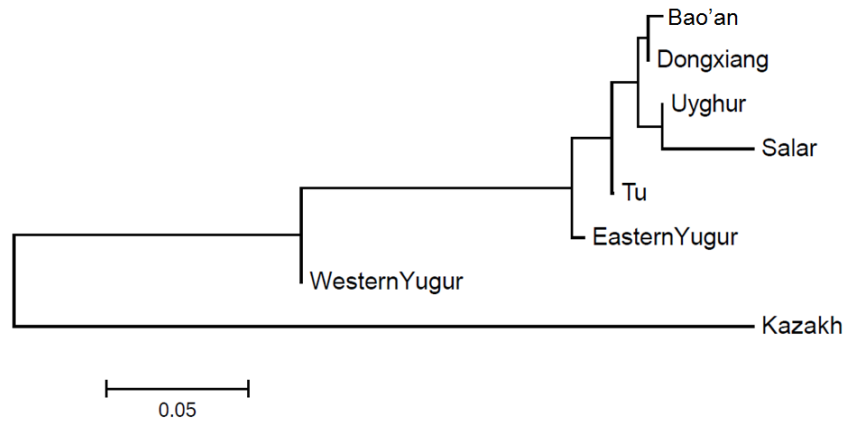 Bao’an
Dongxiang
Uyghur
Salar
Tu
EasternYugur
WesternYugur
Kazakh
0.05